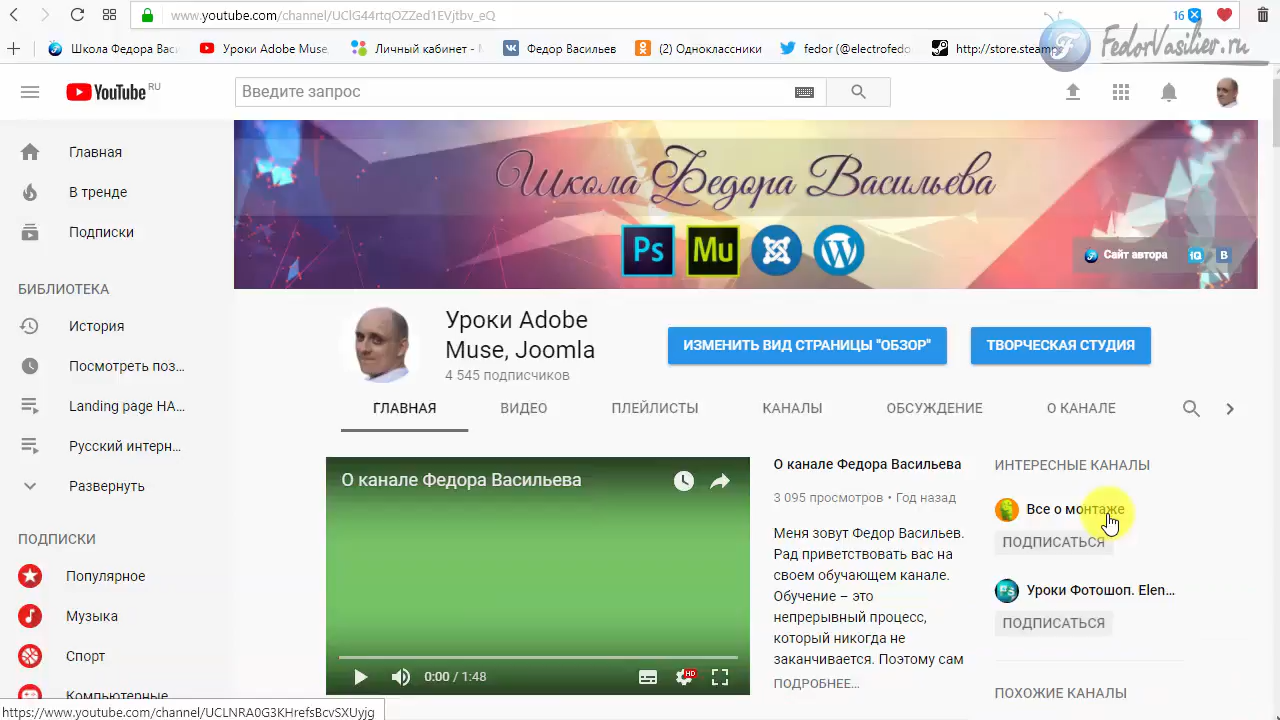 www.youtube.com/channel/UClG44rtqOZZed1EVjtbv_eQ
16
Школа Федора Вас
Уроки Adobe Muse,
Личный кабинет -
Федор Васильев
(2) Одноклассники
fedor (@electrofedo
http://store.steamp
FedorVasiliev.ru
YouTube RU
Введите запрос
Главная
В тренде
Подписки
БИБЛИОТЕКА
История
Посмотреть поз...
Landing page НА...
Русский интерн...
Развернуть
ПОДПИСКИ
Популярное
Музыка
Спорт
Компьютерные
Школа Федора Васильева
Ps
Mu
Сайт автора
IQ
B
Уроки Adobe
Muse, Joomla
4 545 подписчиков
ИЗМЕНИТЬ ВИД СТРАНИЦЫ "ОБЗОР"
ТВОРЧЕСКАЯ СТУДИЯ
ГЛАВНАЯ
ВИДЕО
ПЛЕЙЛИСТЫ
КАНАЛЫ
ОБСУЖДЕНИЕ
О КАНАЛЕ
О канале Федора Васильева
0:00 / 1:48
HD
О канале Федора Васильева
3 095 просмотров • Год назад
Меня зовут Федор Васильев.
Рад приветствовать вас на
своем обучающем канале.
Обучение – это
непрерывный процесс,
который никогда не
заканчивается. Поэтому сам
ПОДРОБНЕЕ...
ИНТЕРЕСНЫЕ КАНАЛЫ
Все о монтаже
ПОДПИСАТЬСЯ
Уроки Фотошоп. Elen...
ПОДПИСАТЬСЯ
ПОХОЖИЕ КАНАЛЫ
https://www.youtube.com/channel/UCLNRA0G3KHrefsBcvSXUyjg